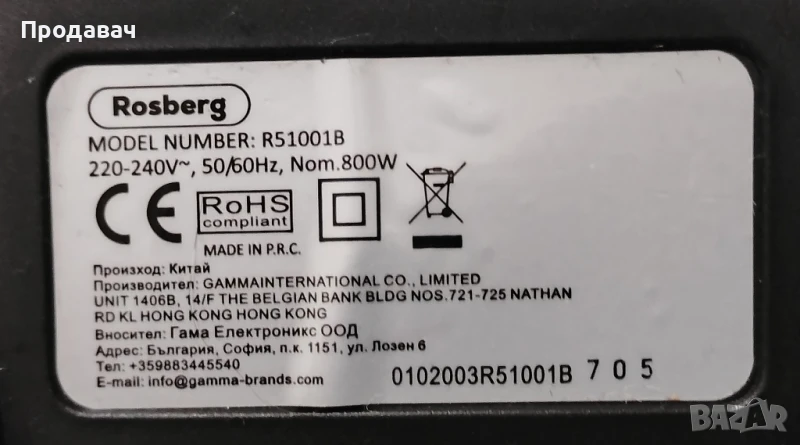 Продавач
Rosberg
MODEL NUMBER: R51001B
220-240V~, 50/60Hz, Nom.800W
CE RoHS
compliant
MADE IN P.R.C.
Произход: Китай
Производител: GAMMAINTERNATIONAL CO., LIMITED
UNIT 1406B, 14/F THE BELGIAN BANK BLDG NOS.721-725 NATHAN
RD KL HONG KONG HONG KONG
Вносител: Гама Електроникс ООД
Адрес: България, София, п.к. 1151, ул. Лозен 6
Тел: +359883445540
E-mail: info@gamma-brands.com
0102003R51001B 705
BAZAR